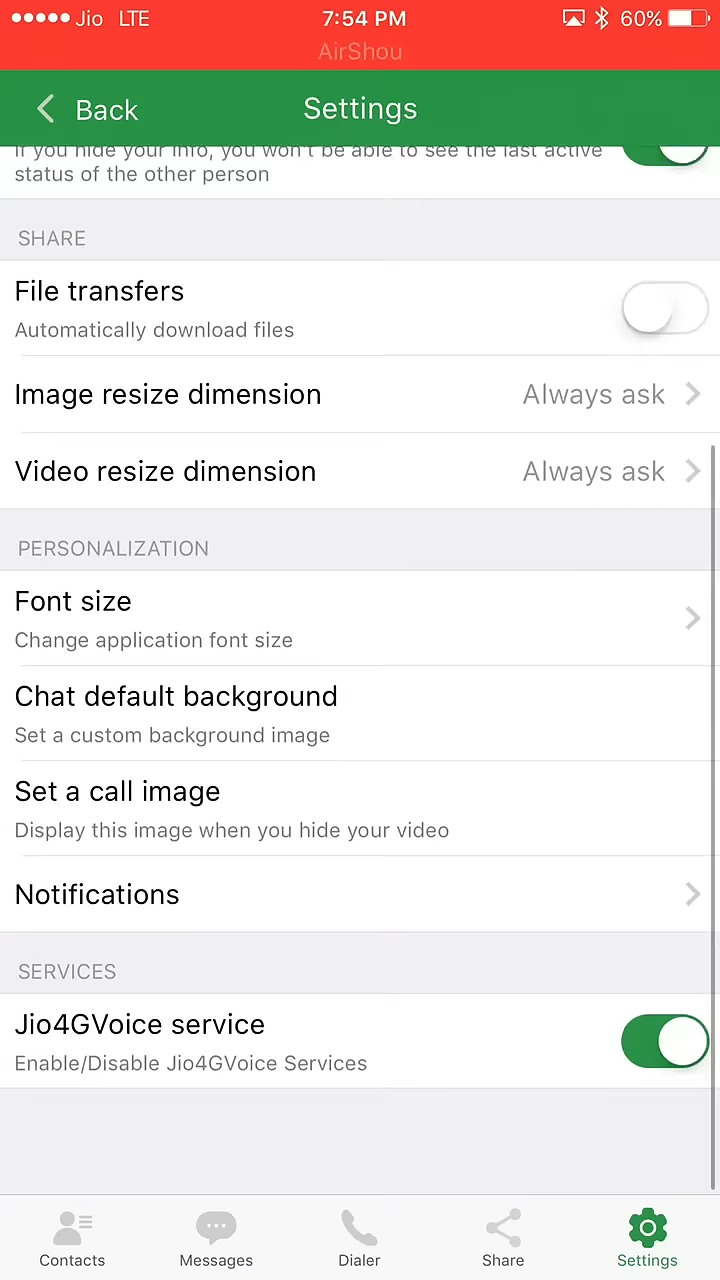 Jio LTE 7:54 PM 60%
AirShou
Back Settings
If you hide your info, you won't be able to see the last active
status of the other person
SHARE
File transfers
Automatically download files
Image resize dimension Always ask
Video resize dimension Always ask
PERSONALIZATION
Font size
Change application font size
Chat default background
Set a custom background image
Set a call image
Display this image when you hide your video
Notifications
SERVICES
Jio4GVoice service
Enable/Disable Jio4GVoice Services
Contacts Messages Dialer Share Settings